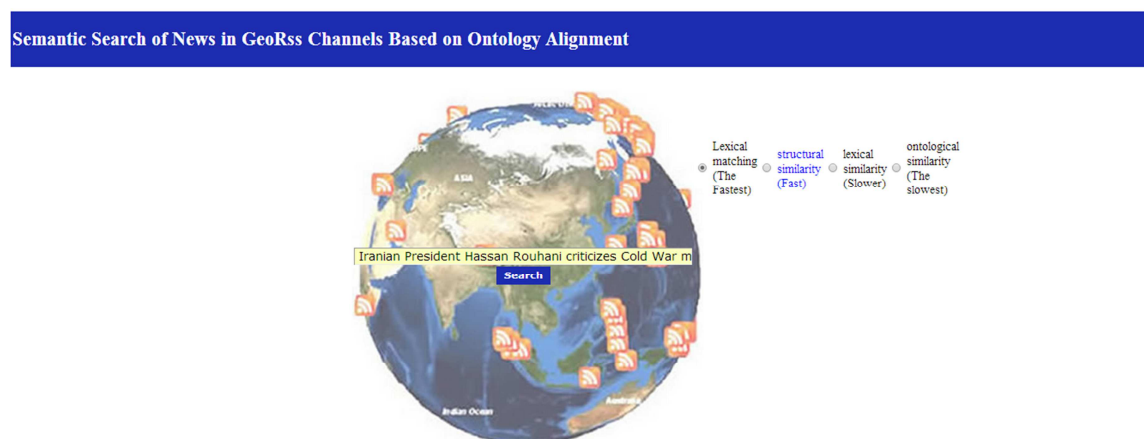 Semantic Search of News in GeoRss Channels Based on Ontology Alignment
Lexical
matching
(The
Fastest)
structural
similarity
(Fast)
lexical
similarity
(Slower)
ontological
similarity
(The
slowest)
ASIA
Iranian President Hassan Rouhani criticizes Cold War m
Search
Indian Ocean
Australia